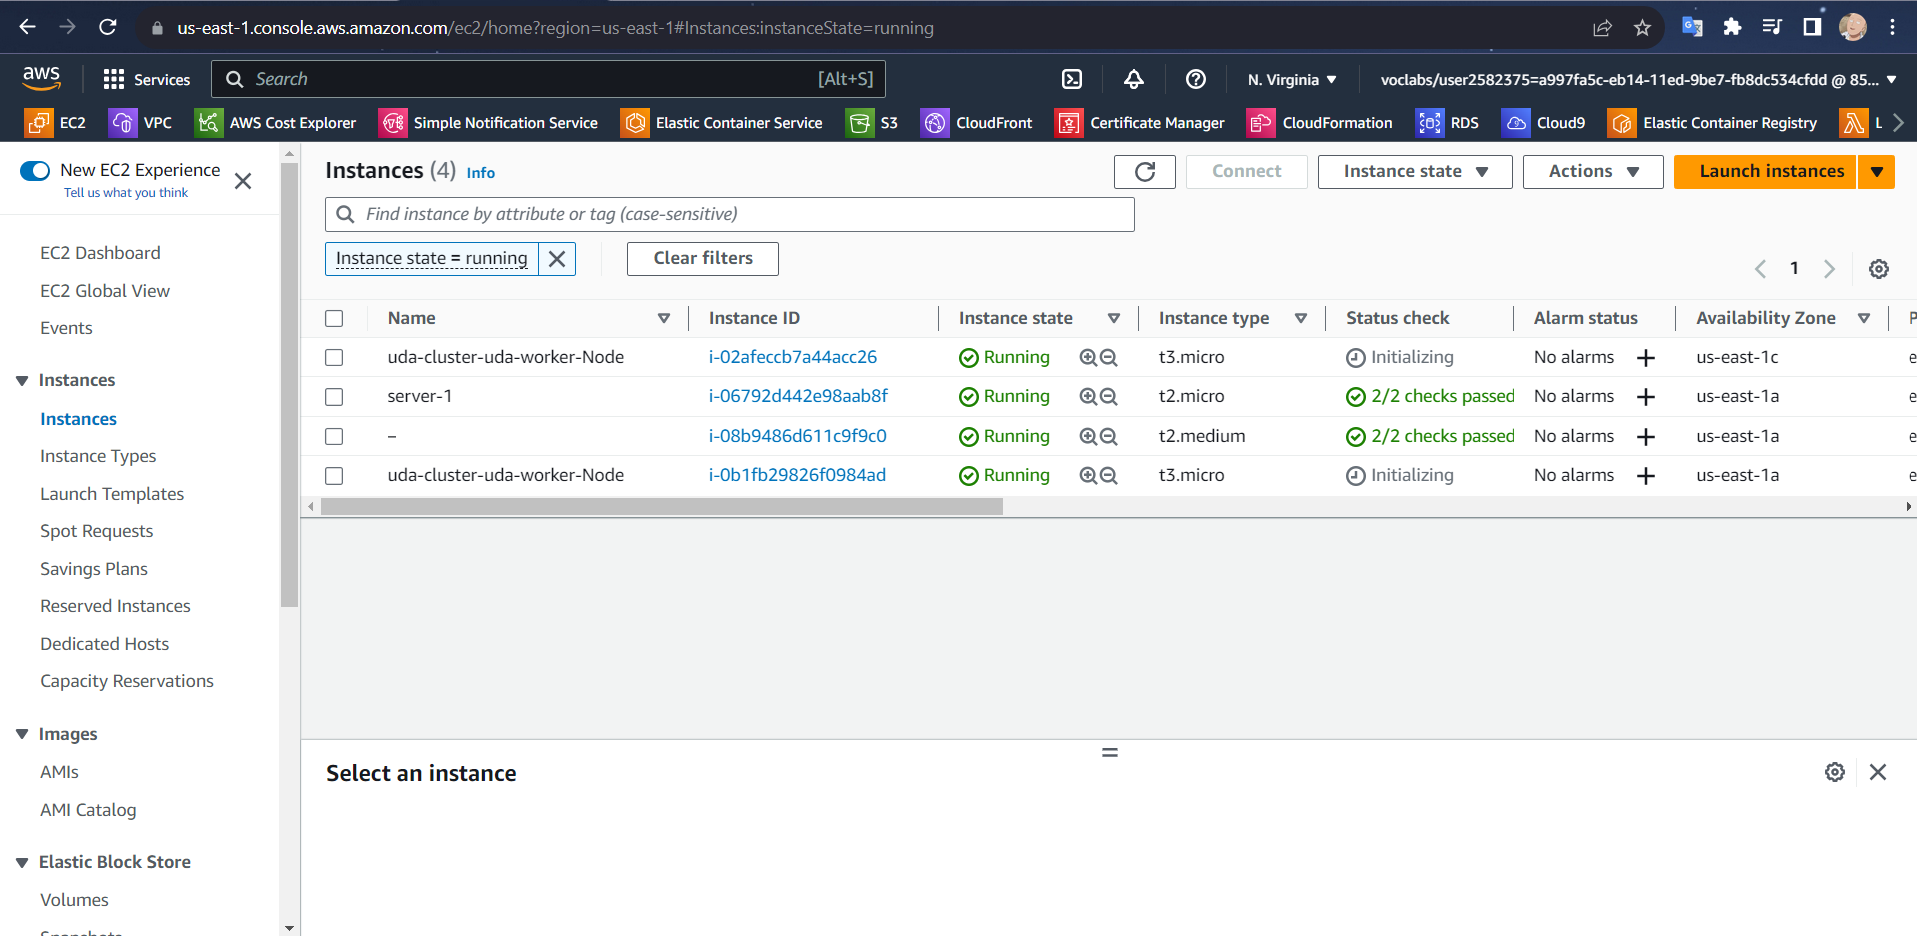 us-east-1.console.aws.amazon.com/ec2/home?region=us-east-1#Instances:instanceState=running
aws Services Search [Alt+S] N. Virginia voclabs/user2582375=a997fa5c-eb14-11ed-9be7-fb8dc534cfdd @ 85...
EC2 VPC AWS Cost Explorer Simple Notification Service Elastic Container Service S3 CloudFront Certificate Manager CloudFormation RDS Cloud9 Elastic Container Registry L
New EC2 Experience
Tell us what you think
EC2 Dashboard
EC2 Global View
Events
Instances
Instances
Instance Types
Launch Templates
Spot Requests
Savings Plans
Reserved Instances
Dedicated Hosts
Capacity Reservations
Images
AMIs
AMI Catalog
Elastic Block Store
Volumes
Snapshots
Instances (4) Info Connect Instance state Actions Launch instances
Find instance by attribute or tag (case-sensitive)
Instance state = running Clear filters
1
Name Instance ID Instance state Instance type Status check Alarm status Availability Zone P
uda-cluster-uda-worker-Node i-02afeccb7a44acc26 Running t3.micro Initializing No alarms + us-east-1c e
server-1 i-06792d442e98aab8f Running t2.micro 2/2 checks passed No alarms + us-east-1a e
– i-08b9486d611c9f9c0 Running t2.medium 2/2 checks passed No alarms + us-east-1a e
uda-cluster-uda-worker-Node i-0b1fb29826f0984ad Running t3.micro Initializing No alarms + us-east-1a e
Select an instance